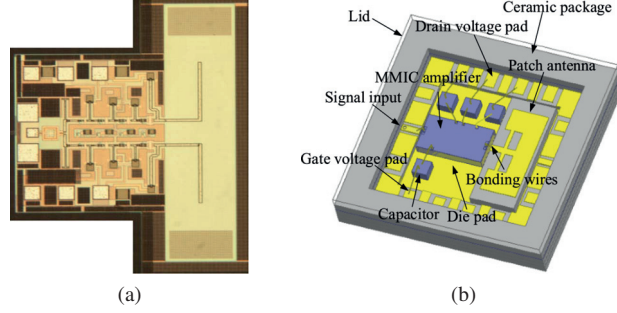 Lid
Ceramic package
Drain voltage pad
Patch antenna
MMIC amplifier
Signal input
Gate voltage pad
Bonding wires
Capacitor
Die pad
(a)
(b)